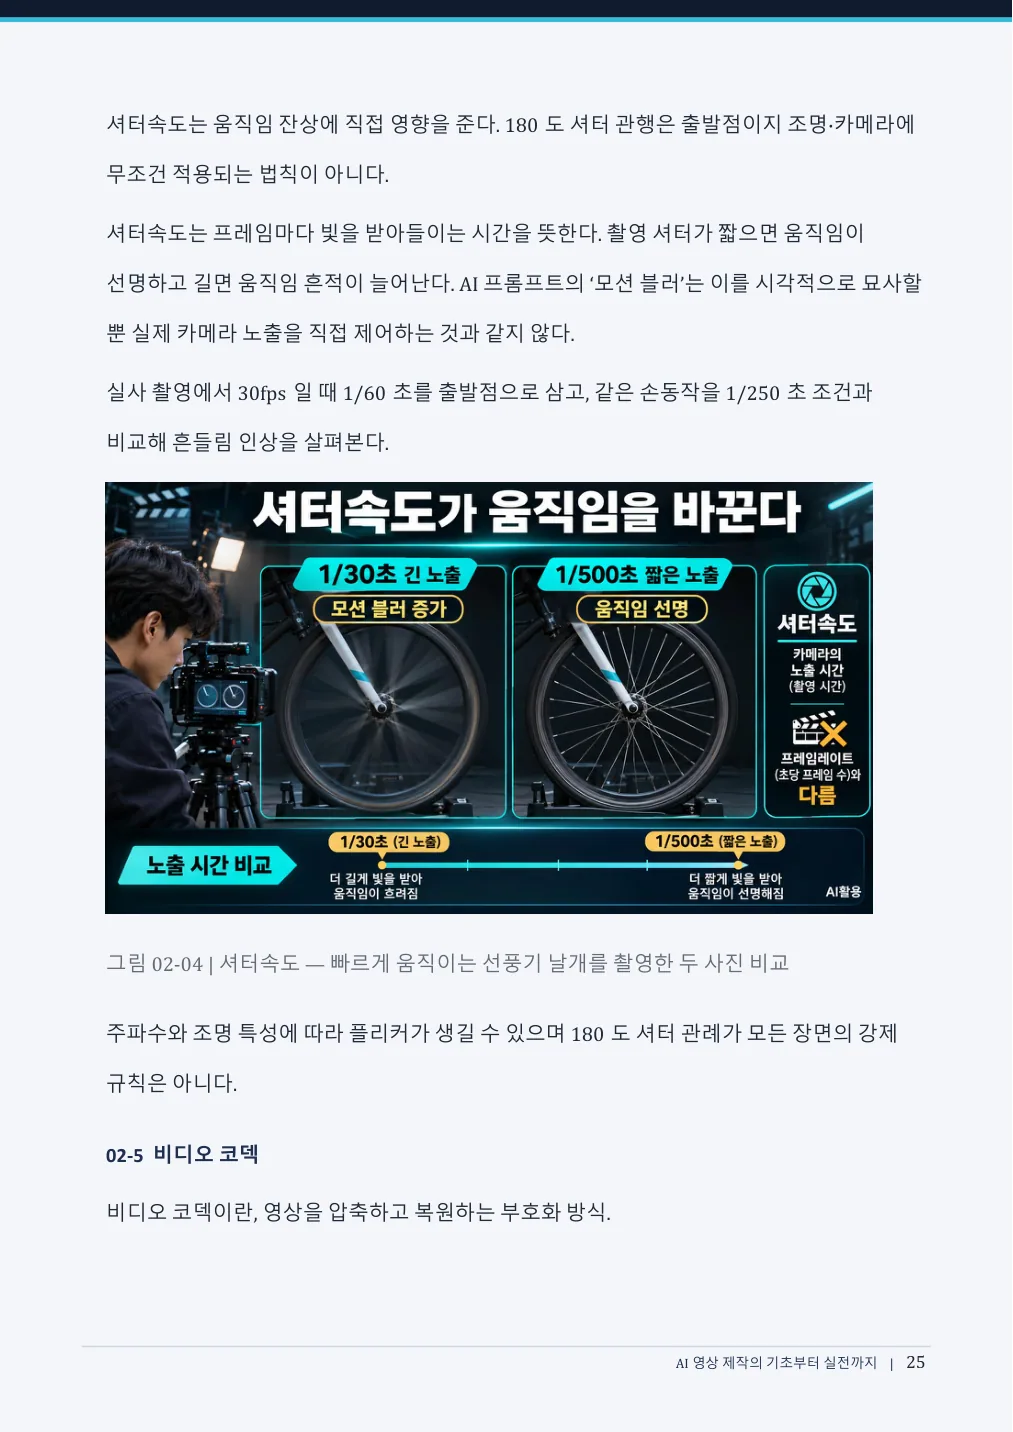 셔터속도는 움직임 잔상에 직접 영향을 준다. 180 도 셔터 관행은 출발점이지 조명·카메라에
무조건 적용되는 법칙이 아니다.
셔터속도는 프레임마다 빛을 받아들이는 시간을 뜻한다. 촬영 셔터가 짧으면 움직임이
선명하고 길면 움직임 흔적이 늘어난다. AI 프롬프트의 ‘모션 블러’는 이를 시각적으로 묘사할
뿐 실제 카메라 노출을 직접 제어하는 것과 같지 않다.
실사 촬영에서 30fps 일 때 1/60 초를 출발점으로 삼고, 같은 손동작을 1/250 초 조건과
비교해 흔들림 인상을 살펴본다.
셔터속도가 움직임을 바꾼다
1/30초 긴 노출
모션 블러 증가
1/500초 짧은 노출
움직임 선명
셔터속도
카메라의
노출 시간
(촬영 시간)
프레임레이트
(초당 프레임 수)와
다름
노출 시간 비교
1/30초 (긴 노출)
더 길게 빛을 받아
움직임이 흐려짐
1/500초 (짧은 노출)
더 짧게 빛을 받아
움직임이 선명해짐
AI활용
그림 02-04 | 셔터속도 — 빠르게 움직이는 선풍기 날개를 촬영한 두 사진 비교
주파수와 조명 특성에 따라 플리커가 생길 수 있으며 180 도 셔터 관례가 모든 장면의 강제
규칙은 아니다.
02-5 비디오 코덱
비디오 코덱이란, 영상을 압축하고 복원하는 부호화 방식.
AI 영상 제작의 기초부터 실전까지 | 25